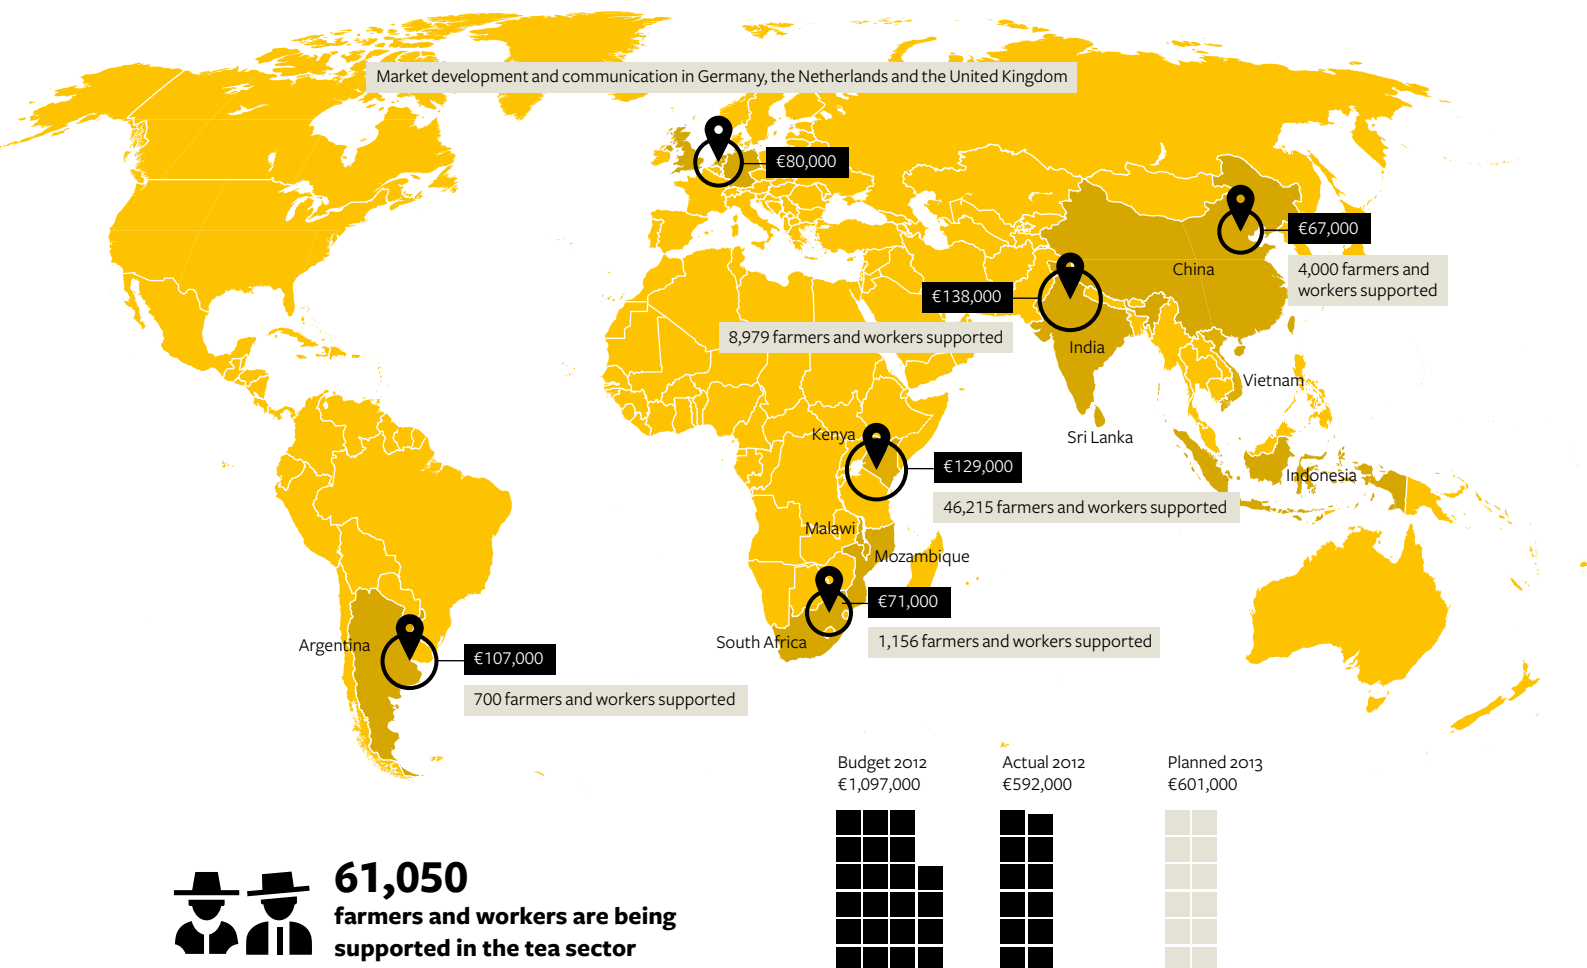 Market development and communication in Germany, the Netherlands and the United Kingdom
€80,000
€67,000
China
4,000 farmers and
workers supported
€138,000
8,979 farmers and workers supported
India
Vietnam
Sri Lanka
Kenya
€129,000
Indonesia
46,215 farmers and workers supported
Malawi
Mozambique
€71,000
South Africa
1,156 farmers and workers supported
Argentina
€107,000
700 farmers and workers supported
Budget 2012
€1,097,000
Actual 2012
€592,000
Planned 2013
€601,000
61,050
farmers and workers are being
supported in the tea sector